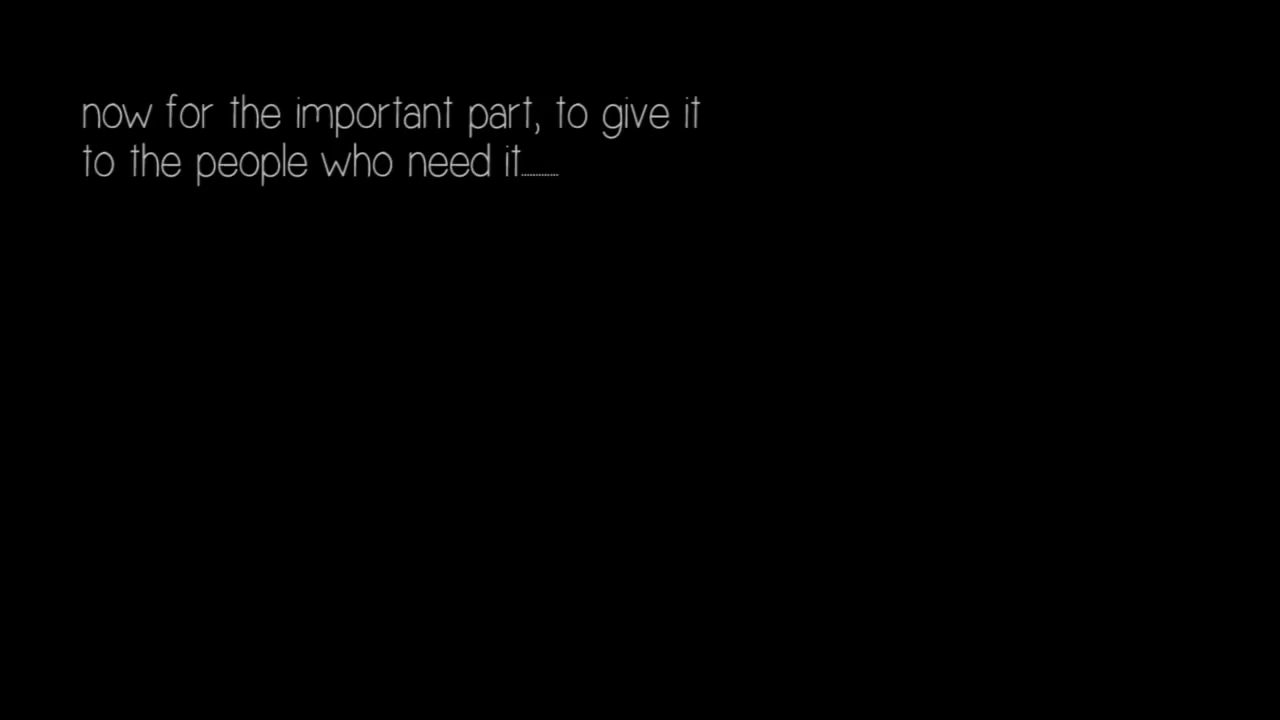 now for the important part, to give it
to the people who need it............